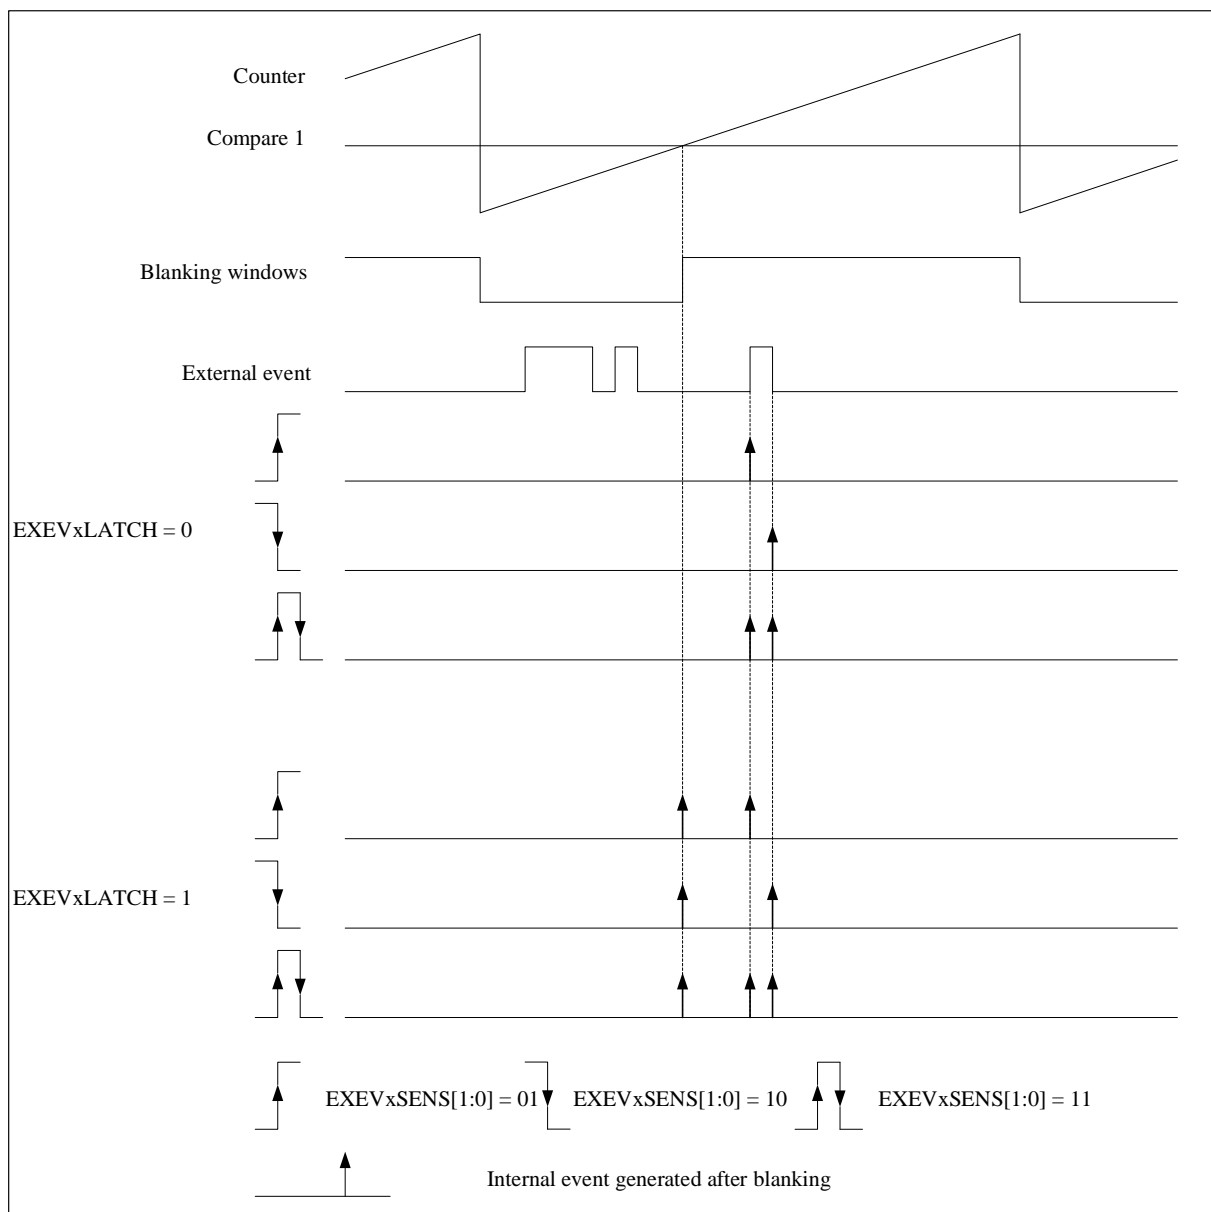 Counter
Compare 1
Blanking windows
External event
EXEVxLATCH = 0
EXEVxLATCH = 1
EXEVxSENS[1:0] = 01
EXEVxSENS[1:0] = 10
EXEVxSENS[1:0] = 11
Internal event generated after blanking